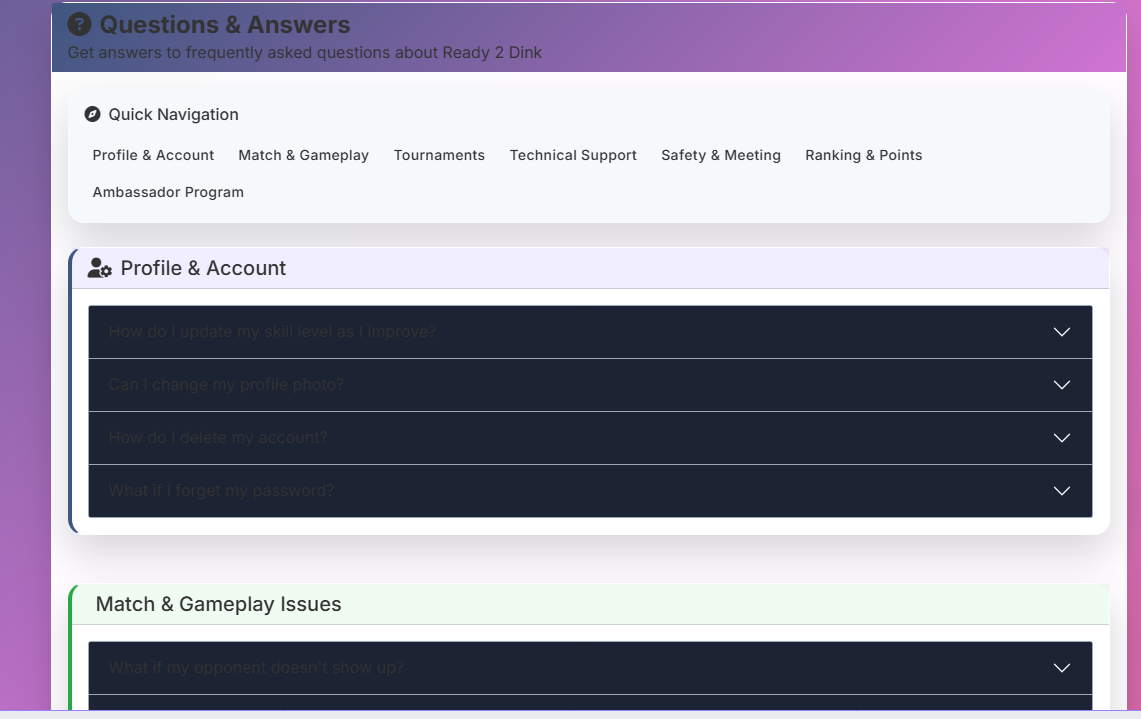 Questions & Answers
Get answers to frequently asked questions about Ready 2 Dink
Quick Navigation
Profile & Account Match & Gameplay Tournaments Technical Support Safety & Meeting Ranking & Points
Ambassador Program
Profile & Account
How do I update my skill level as I improve?
Can I change my profile photo?
How do I delete my account?
What if I forget my password?
Match & Gameplay Issues
What if my opponent doesn't show up?